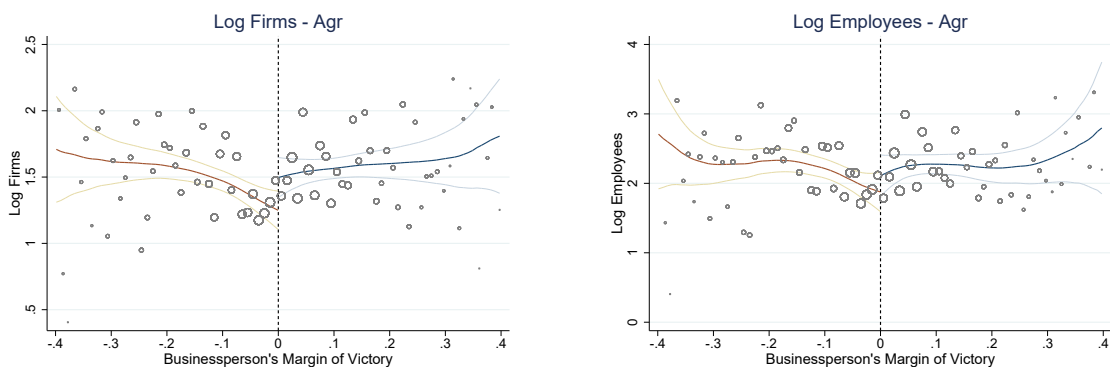 Log Firms - Agr
Log Firms
2.5
2
1.5
1
.5
-.4 -.3 -.2 -.1 0 .1 .2 .3 .4
Businessperson's Margin of Victory
Log Employees - Agr
Log Employees
4
3
2
1
0
-.4 -.3 -.2 -.1 0 .1 .2 .3 .4
Businessperson's Margin of Victory